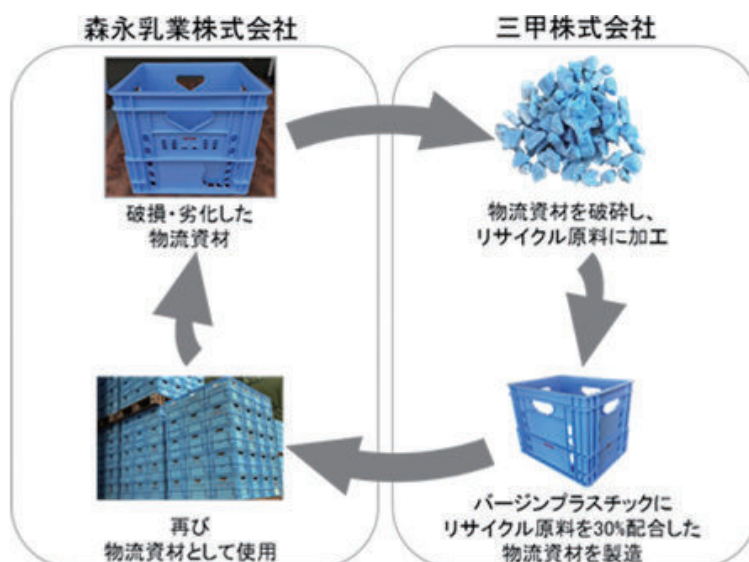 森永乳業株式会社
三甲株式会社
破損・劣化した
物流資材
物流資材を破砕し、
リサイクル原料に加工
再び
物流資材として使用
バージンプラスチックに
リサイクル原料を30%配合した
物流資材を製造